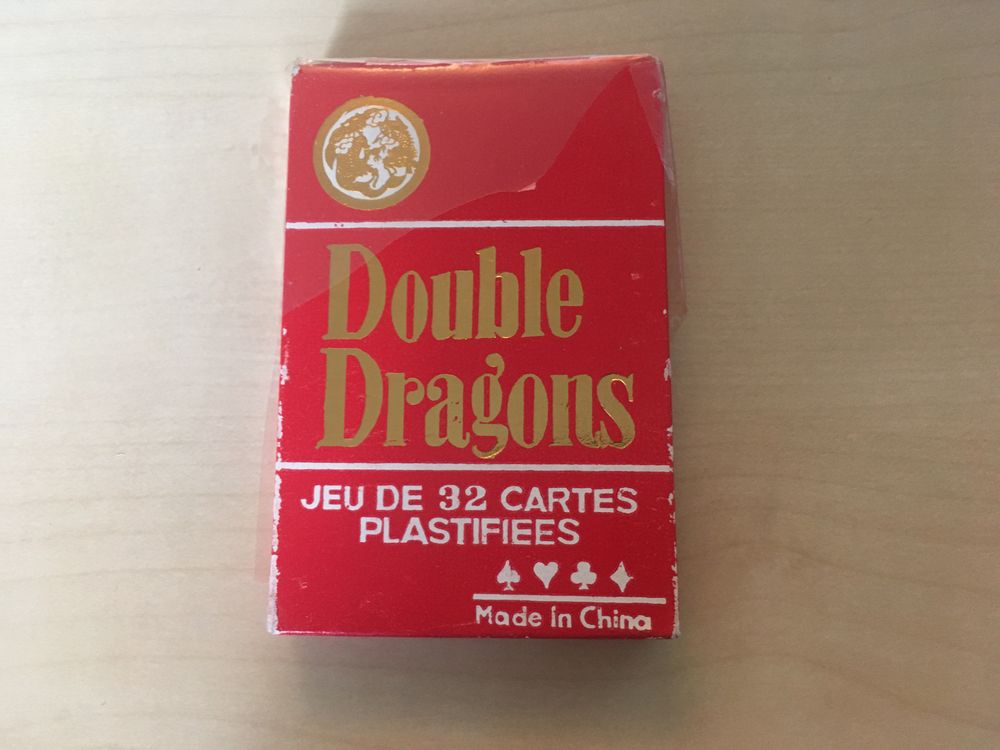 Double
Dragons
JEU DE 32 CARTES
PLASTIFIEES
Made in China